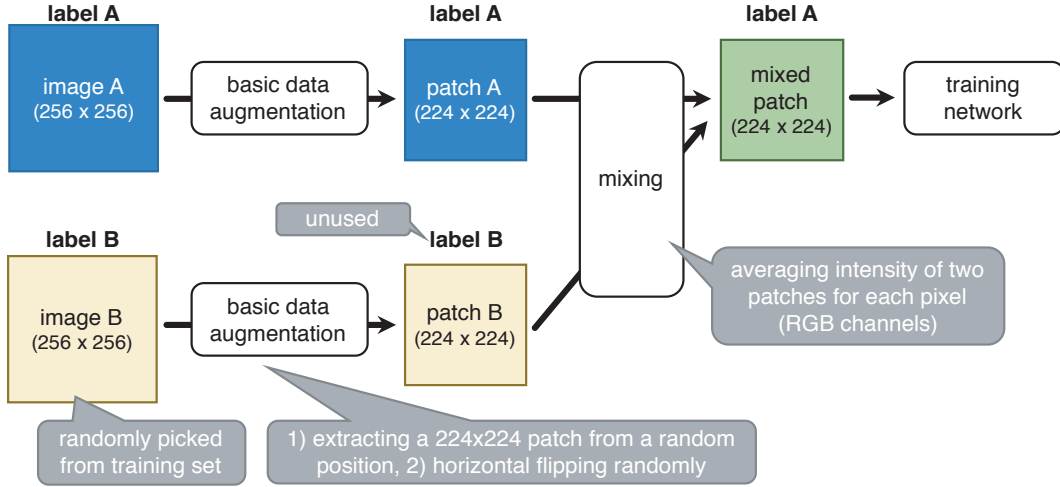 label A
image A
(256 x 256)
basic data
augmentation
label A
patch A
(224 x 224)
mixing
label A
mixed
patch
(224 x 224)
training
network
label B
image B
(256 x 256)
basic data
augmentation
unused
label B
patch B
(224 x 224)
averaging intensity of two
patches for each pixel
(RGB channels)
randomly picked
from training set
1) extracting a 224x224 patch from a random
position, 2) horizontal flipping randomly